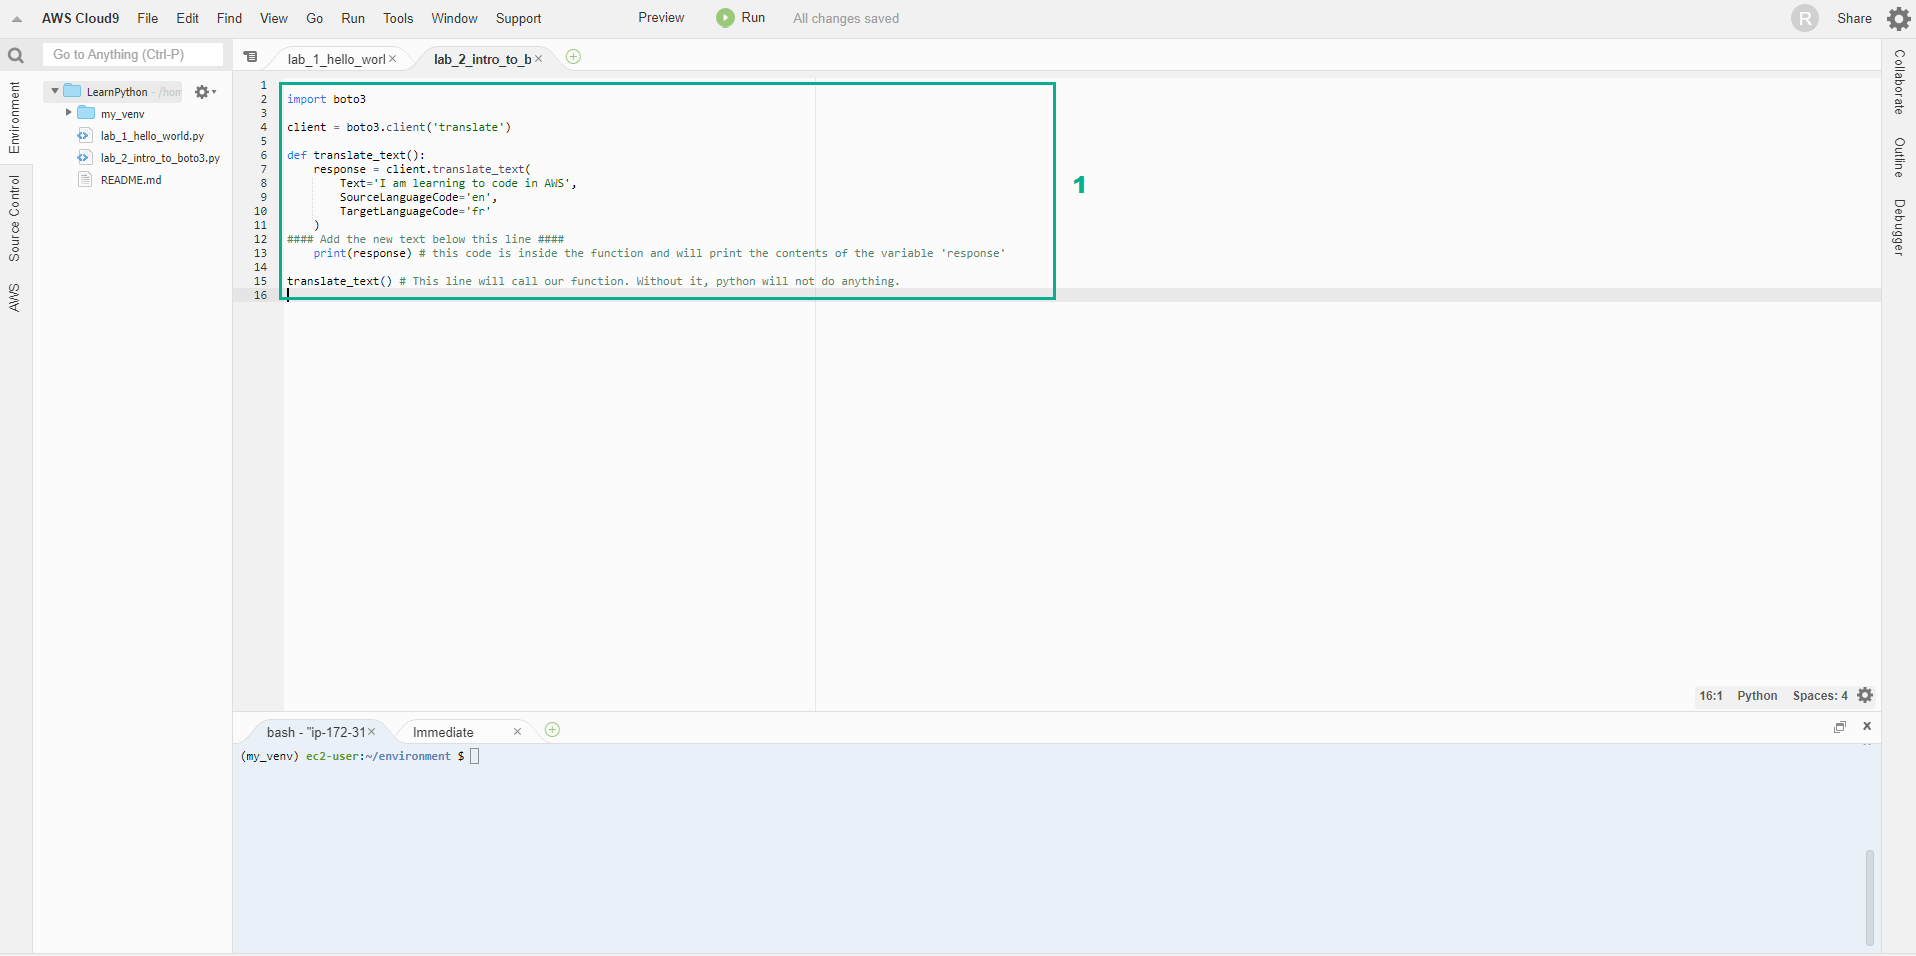 AWS Cloud9 File Edit Find View Go Run Tools Window Support Preview Run All changes saved R Share
Go to Anything (Ctrl-P)
lab_1_hello_worl
lab_2_intro_to_b
Environment
Source Control
AWS
LearnPython - /hom
my_venv
lab_1_hello_world.py
lab_2_intro_to_boto3.py
README.md
1
2 import boto3
3
4 client = boto3.client('translate')
5
6 def translate_text():
7     response = client.translate_text(
8         Text='I am learning to code in AWS',
9         SourceLanguageCode='en',
10         TargetLanguageCode='fr'
11     )
12 #### Add the new text below this line ####
13     print(response) # this code is inside the function and will print the contents of the variable 'response'
14
15 translate_text() # This line will call our function. Without it, python will not do anything.
16
1
Collaborate
Outline
Debugger
16:1 Python Spaces: 4
bash - "ip-172-31
Immediate
(my_venv) ec2-user:~/environment $